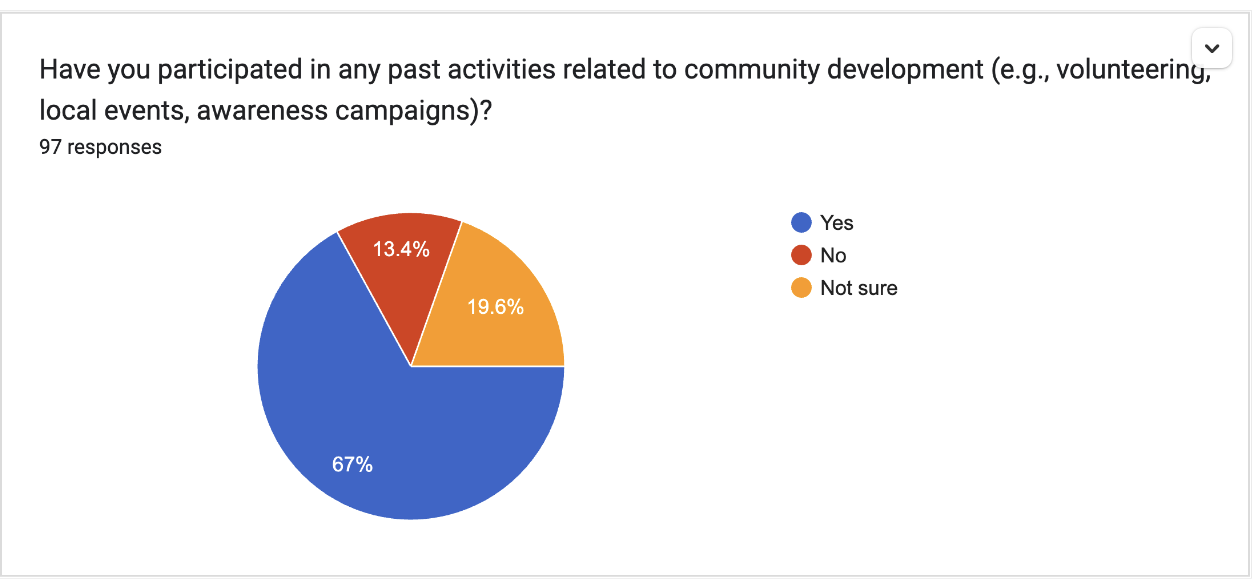 Have you participated in any past activities related to community development (e.g., volunteering,
local events, awareness campaigns)?
97 responses
Yes
No
Not sure
13.4%
19.6%
67%